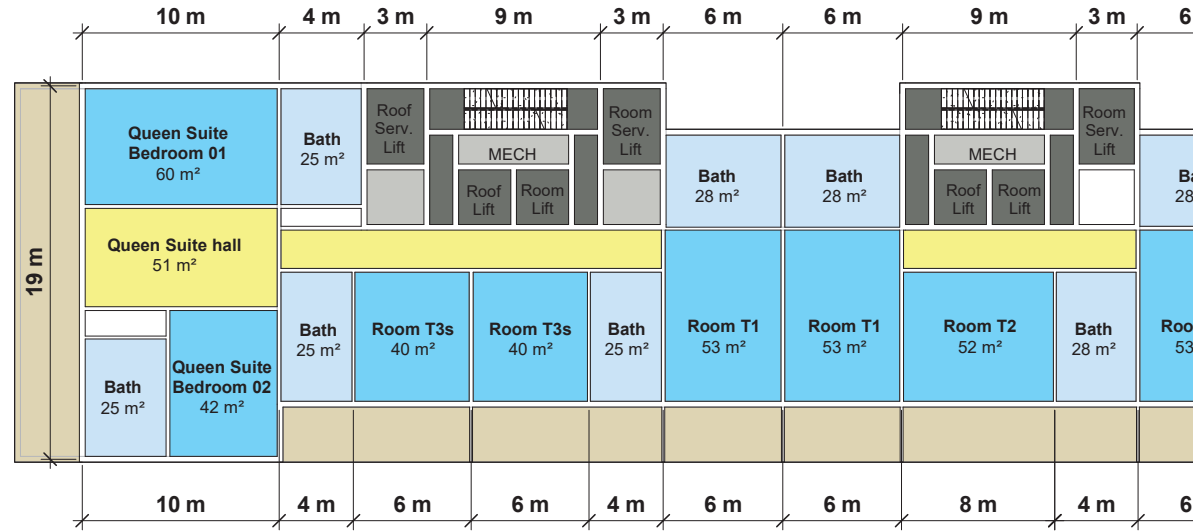 10 m
4 m
3 m
9 m
3 m
6 m
6 m
9 m
3 m
6
19 m
Queen Suite
Bedroom 01
60 m²
Bath
25 m²
Roof
Serv.
Lift
MECH
Roof
Lift
Room
Lift
Room
Serv.
Lift
Bath
28 m²
Bath
28 m²
MECH
Roof
Lift
Room
Lift
Room
Serv.
Lift
Ba
28
Queen Suite hall
51 m²
Bath
25 m²
Queen Suite
Bedroom 02
42 m²
Bath
25 m²
Room T3s
40 m²
Room T3s
40 m²
Bath
25 m²
Room T1
53 m²
Room T1
53 m²
Room T2
52 m²
Bath
28 m²
Roo
53
10 m
4 m
6 m
6 m
4 m
6 m
6 m
8 m
4 m
6